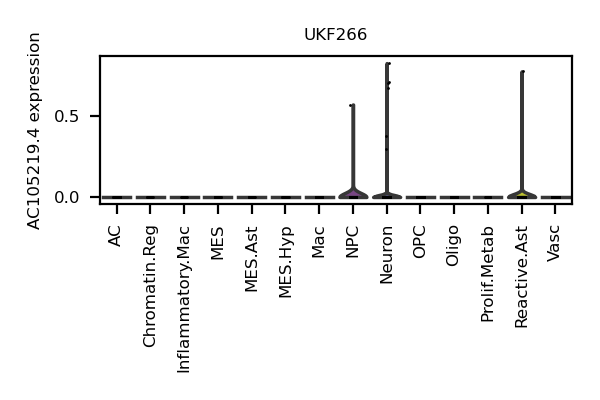 UKF266
AC105219.4 expression
0.5
0.0
AC
Chromatin.Reg
Inflammatory.Mac
MES
MES.Ast
MES.Hyp
Mac
NPC
Neuron
OPC
Oligo
Prolif.Metab
Reactive.Ast
Vasc